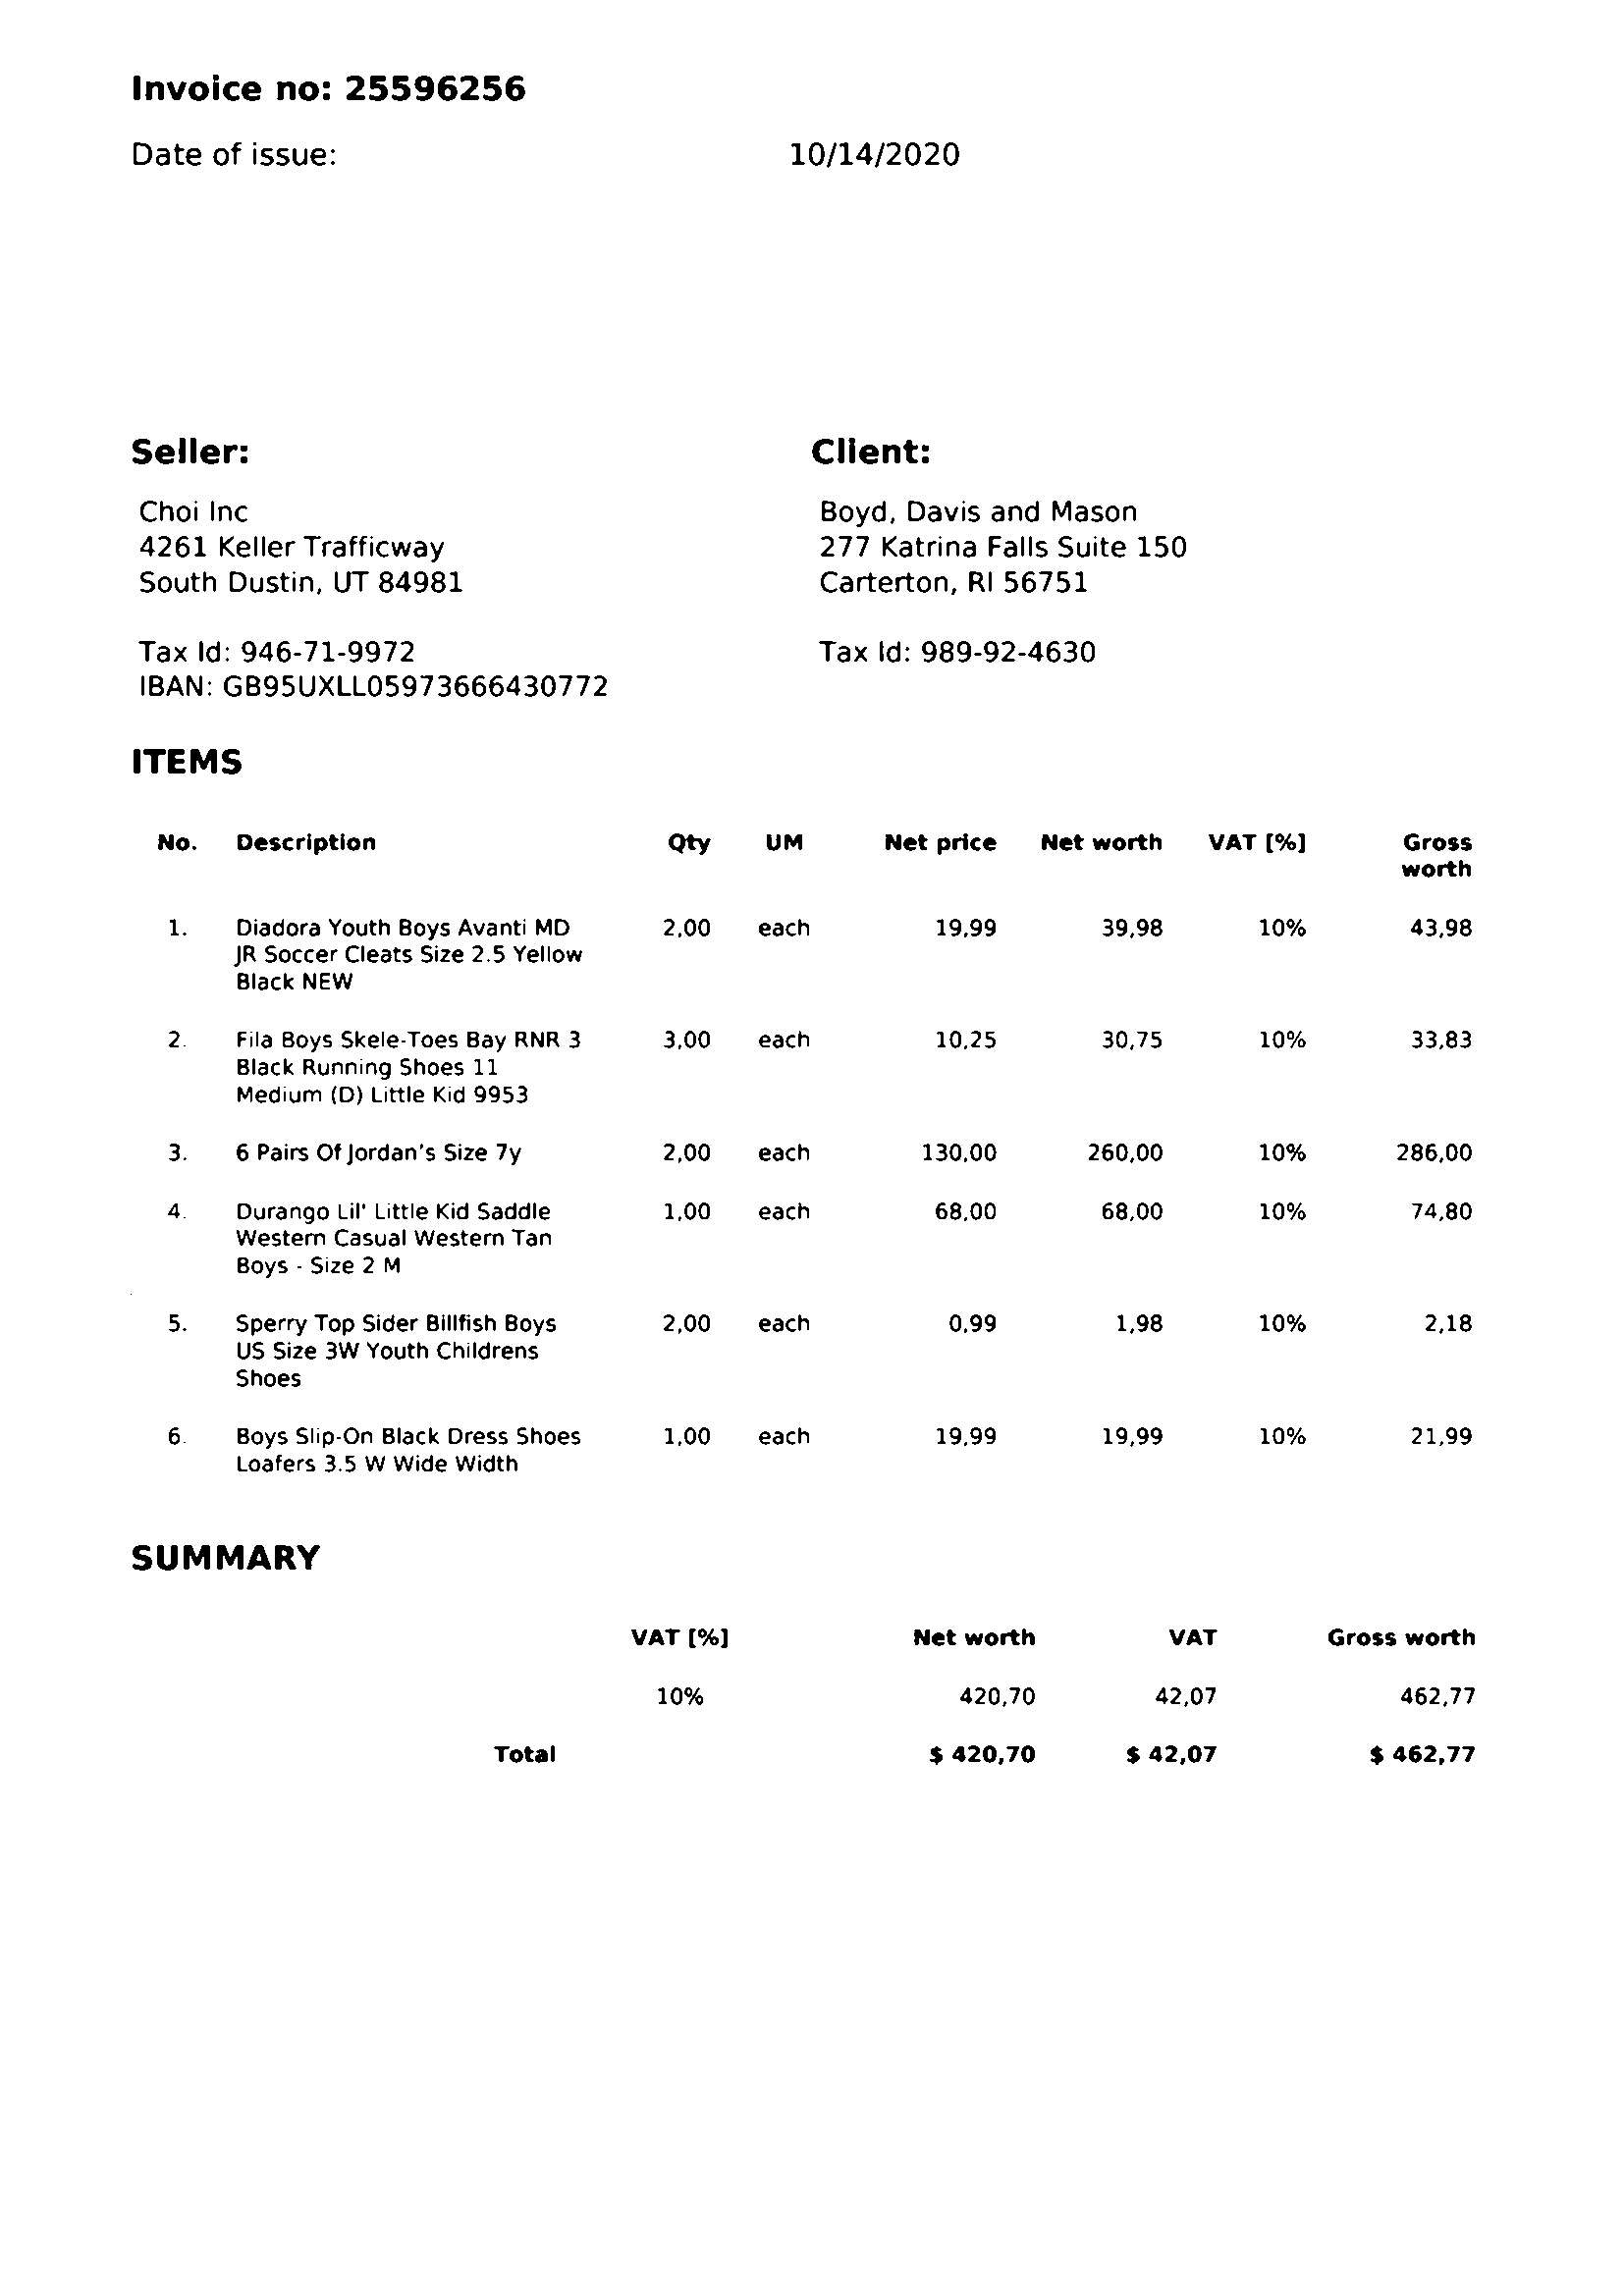 Invoice no: 25596256
Date of issue: 10/14/2020
Seller: Client:
Choi Inc Boyd, Davis and Mason
4261 Keller Trafficway 277 Katrina Falls Suite 150
South Dustin, UT 84981 Carterton, RI 56751
Tax Id: 946-71-9972 Tax Id: 989-92-4630
IBAN: GB95UXLL05973666430772
ITEMS
No. Description Qty UM Net price Net worth VAT [%] Gross
worth
1. Diadora Youth Boys Avanti MD 2,00 each 19,99 39,98 10% 43,98
JR Soccer Cleats Size 2.5 Yellow
Black NEW
2. Fila Boys Skele-Toes Bay RNR 3 3,00 each 10,25 30,75 10% 33,83
Black Running Shoes 11
Medium (D) Little Kid 9953
3. 6 Pairs Of Jordan's Size 7y 2,00 each 130,00 260,00 10% 286,00
4. Durango Lil' Little Kid Saddle 1,00 each 68,00 68,00 10% 74,80
Western Casual Western Tan
Boys - Size 2 M
5. Sperry Top Sider Billfish Boys 2,00 each 0,99 1,98 10% 2,18
US Size 3W Youth Childrens
Shoes
6. Boys Slip-On Black Dress Shoes 1,00 each 19,99 19,99 10% 21,99
Loafers 3.5 W Wide Width
SUMMARY
VAT [%] Net worth VAT Gross worth
10% 420,70 42,07 462,77
Total $ 420,70 $ 42,07 $ 462,77